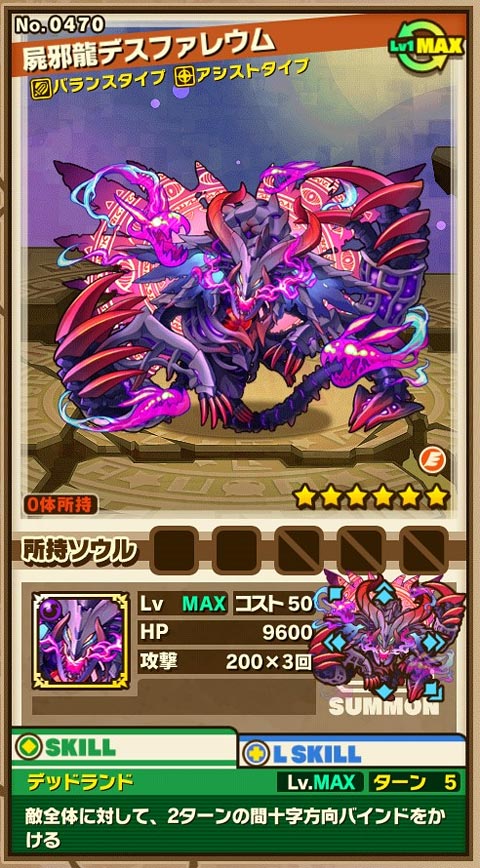 No.0470
屍邪龍デスファレウム
Lv1 MAX
バランスタイプ アシストタイプ
E
0体所持
所持ソウル
Lv MAX コスト 50
HP 9600
攻撃 200×3回
SUMMON
SKILL
L SKILL
デッドランド Lv.MAX ターン 5
敵全体に対して、2ターンの間十字方向バインドをか
ける